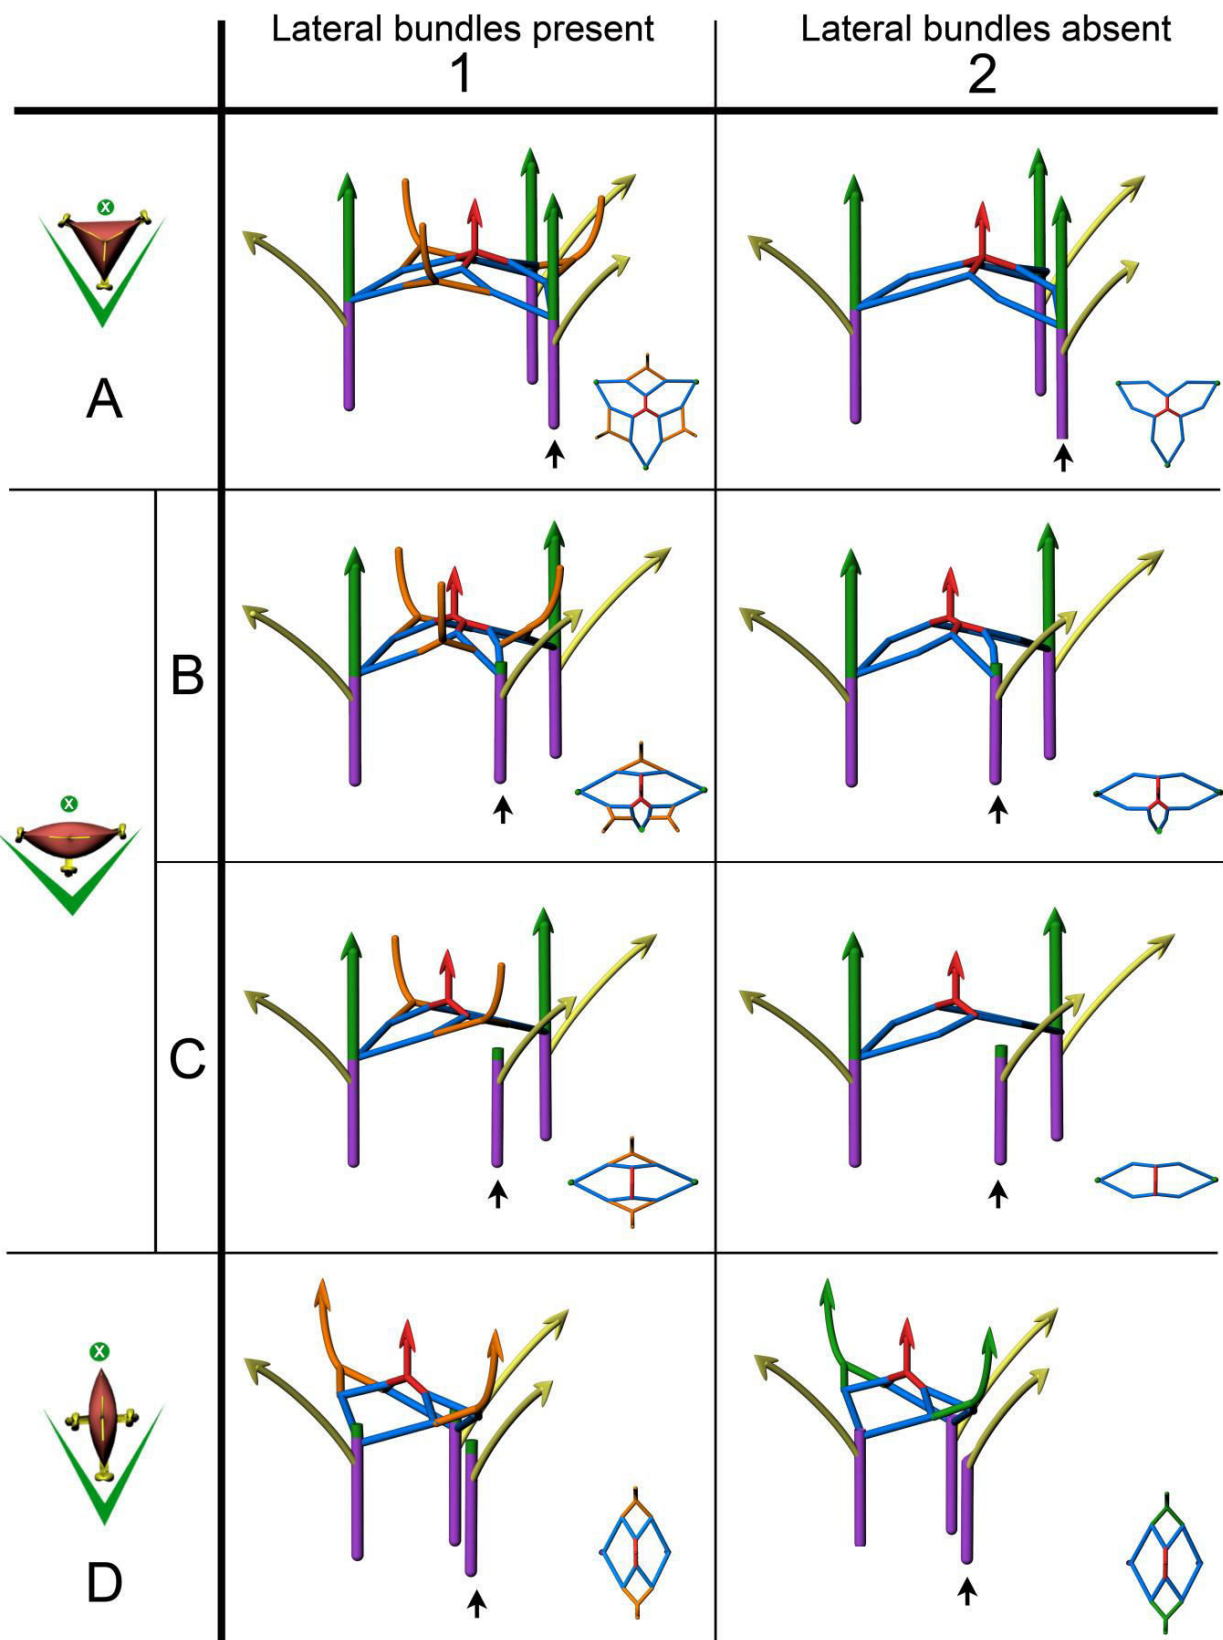 Lateral bundles present
1
Lateral bundles absent
2
X
A
B
X
C
X
D